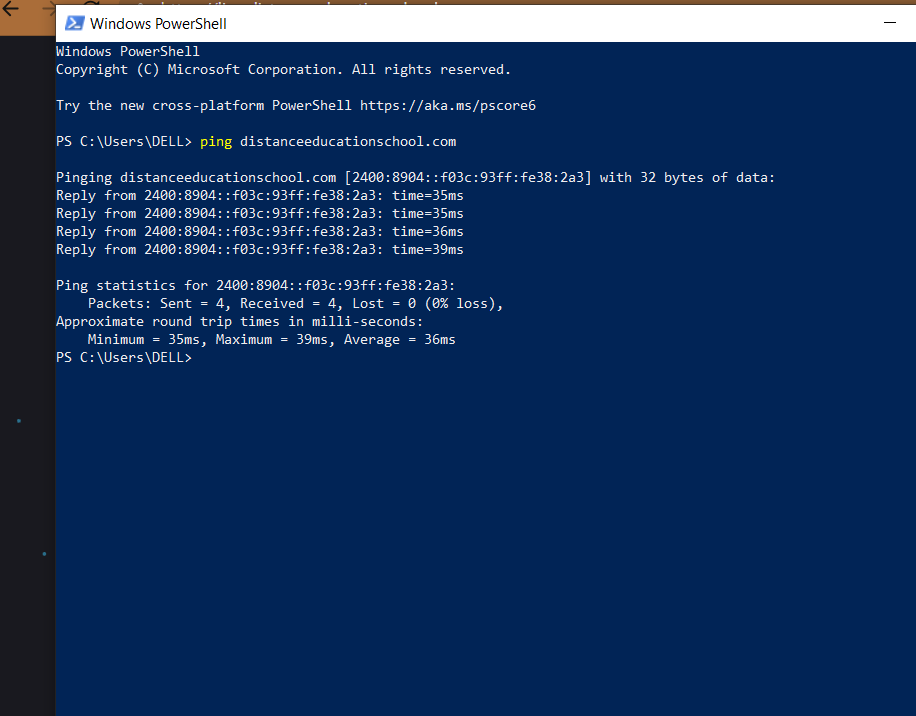 Windows PowerShell
Windows PowerShell
Copyright (C) Microsoft Corporation. All rights reserved.
Try the new cross-platform PowerShell https://aka.ms/pscore6
PS C:\Users\DELL> ping distanceeducationschool.com
Pinging distanceeducationschool.com [2400:8904::f03c:93ff:fe38:2a3] with 32 bytes of data:
Reply from 2400:8904::f03c:93ff:fe38:2a3: time=35ms
Reply from 2400:8904::f03c:93ff:fe38:2a3: time=35ms
Reply from 2400:8904::f03c:93ff:fe38:2a3: time=36ms
Reply from 2400:8904::f03c:93ff:fe38:2a3: time=39ms
Ping statistics for 2400:8904::f03c:93ff:fe38:2a3:
    Packets: Sent = 4, Received = 4, Lost = 0 (0% loss),
Approximate round trip times in milli-seconds:
    Minimum = 35ms, Maximum = 39ms, Average = 36ms
PS C:\Users\DELL>